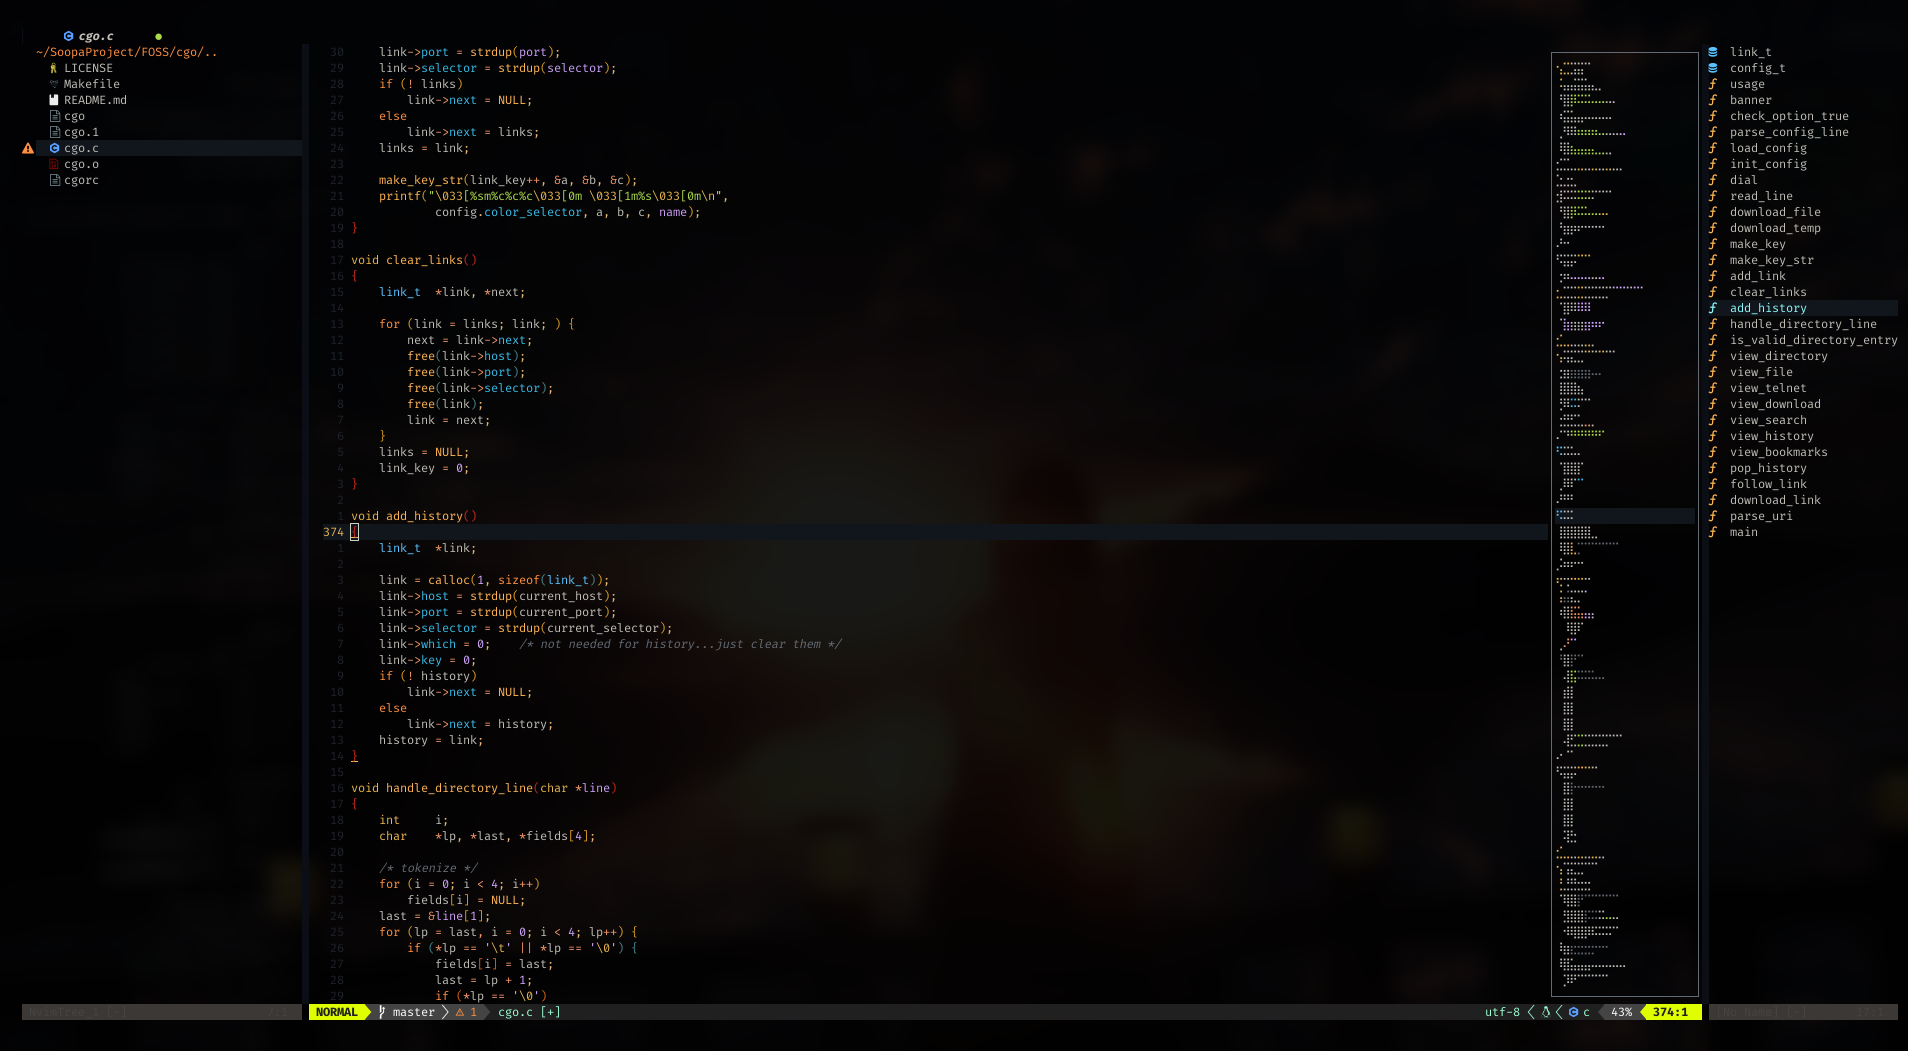 cgo.c
~/SoopaProject/FOSS/cgo/..
LICENSE
Makefile
README.md
cgo
cgo.1
cgo.c
cgo.o
cgorc
30 link->port = strdup(port);
29 link->selector = strdup(selector);
28 if (! links)
27 link->next = NULL;
26 else
25 link->next = links;
24 links = link;
23
22 make_key_str(link_key++, &a, &b, &c);
21 printf("\033[%sm%c%c%c\033[0m \033[1m%s\033[0m\n",
20 config.color_selector, a, b, c, name);
19 }
18
17 void clear_links()
16 {
15 link_t *link, *next;
14
13 for (link = links; link; ) {
12 next = link->next;
11 free(link->host);
10 free(link->port);
9 free(link->selector);
8 free(link);
7 link = next;
6 }
5 links = NULL;
4 link_key = 0;
3 }
2
1 void add_history()
374 {
1 link_t *link;
2
3 link = calloc(1, sizeof(link_t));
4 link->host = strdup(current_host);
5 link->port = strdup(current_port);
6 link->selector = strdup(current_selector);
7 link->which = 0; /* not needed for history...just clear them */
8 link->key = 0;
9 if (! history)
10 link->next = NULL;
11 else
12 link->next = history;
13 history = link;
14 }
15
16 void handle_directory_line(char *line)
17 {
18 int i;
19 char *lp, *last, *fields[4];
20
21 /* tokenize */
22 for (i = 0; i < 4; i++)
23 fields[i] = NULL;
24 last = &line[1];
25 for (lp = last, i = 0; i < 4; lp++) {
26 if (*lp == '\t' || *lp == '\0') {
27 fields[i] = last;
28 last = lp + 1;
29 if (*lp == '\0')
link_t
config_t
usage
banner
check_option_true
parse_config_line
load_config
init_config
dial
read_line
download_file
download_temp
make_key
make_key_str
add_link
clear_links
add_history
handle_directory_line
is_valid_directory_entry
view_directory
view_file
view_telnet
view_download
view_search
view_history
view_bookmarks
pop_history
follow_link
download_link
parse_uri
main
NvimTree_1 [-]
NORMAL master 1 cgo.c [+]
utf-8 c 43% 374:1
[No Name] [-]